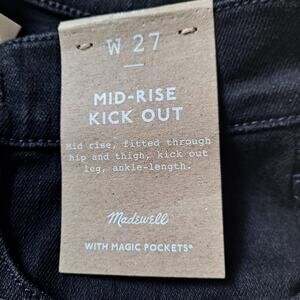 W 27
MID-RISE
KICK OUT
Mid rise, fitted through
hip and thigh, kick out
leg, ankle-length.
Madewell
WITH MAGIC POCKETS®